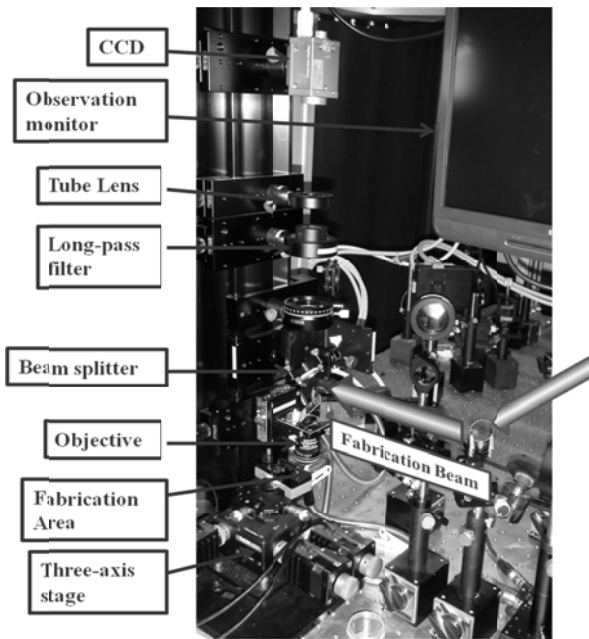 CCD
Observation
monitor
Tube Lens
Long-pass
filter
Beam splitter
Objective
Fabrication Beam
Fabrication
Area
Three-axis
stage